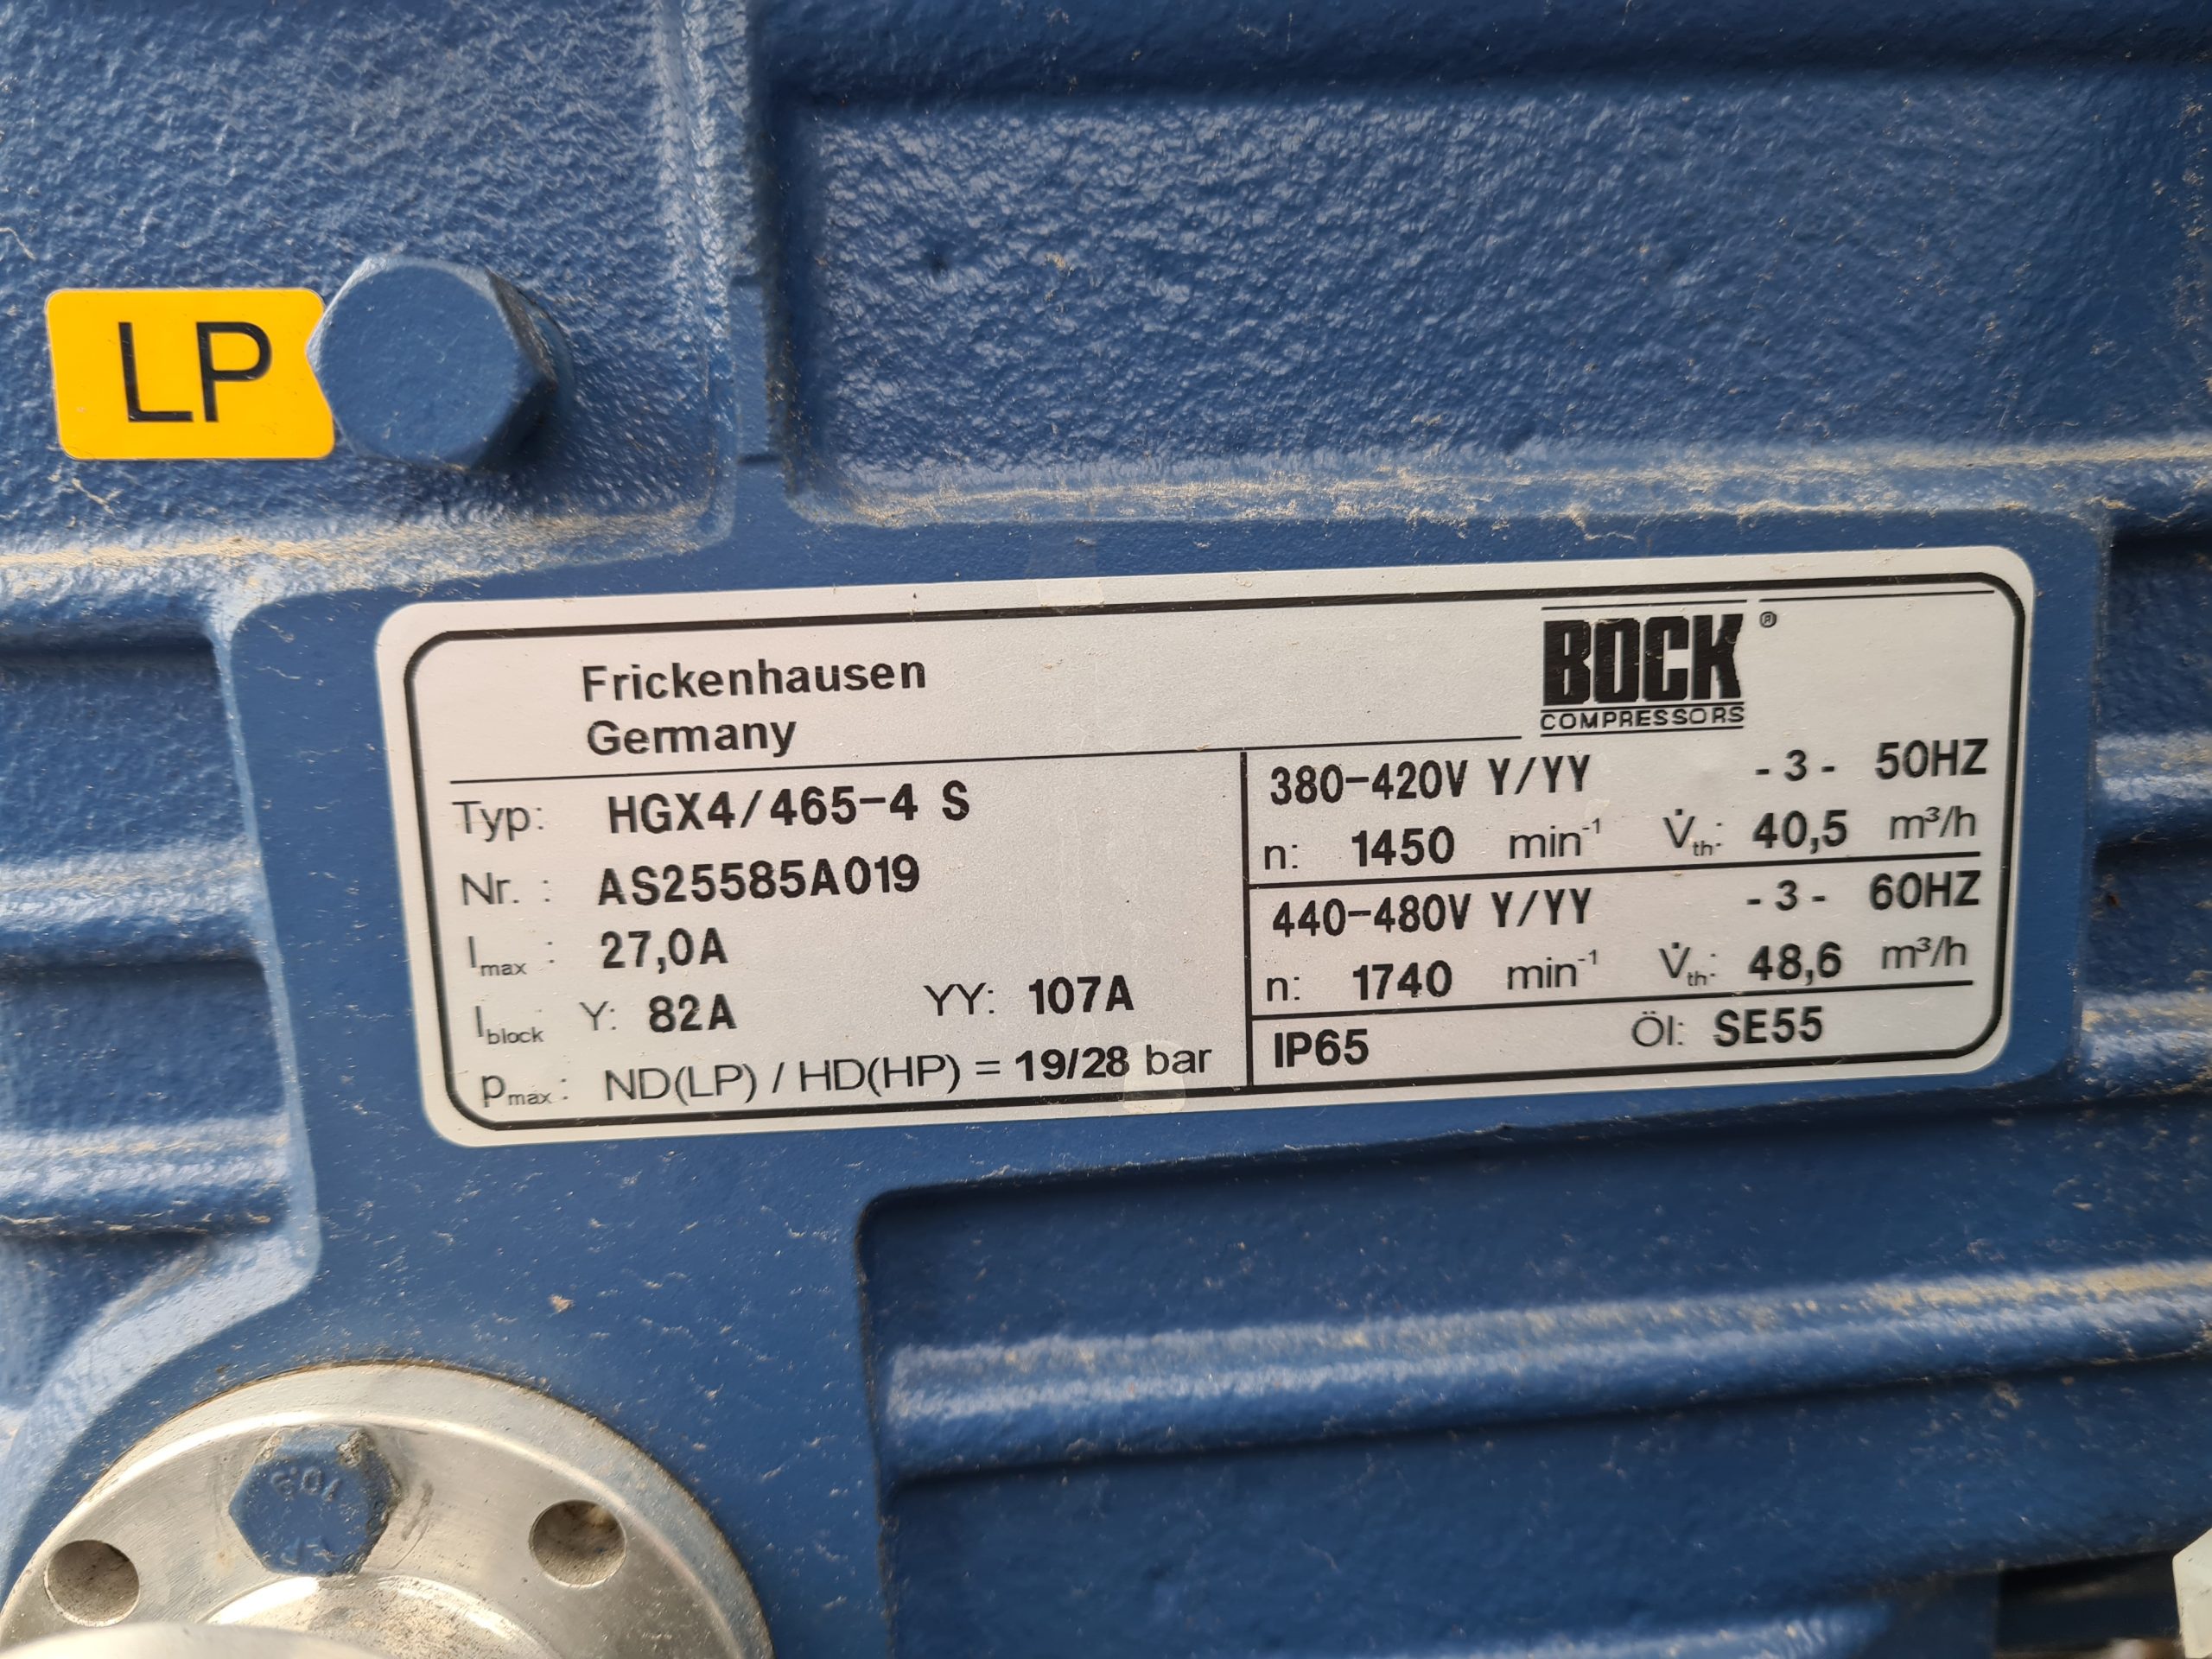 LP
Frickenhausen
Germany
BOCK ®
COMPRESSORS
Typ: HGX4/465-4 S
Nr. : AS25585A019
Imax : 27,0A
Iblock Y: 82A YY: 107A
pmax : ND(LP) / HD(HP) = 19/28 bar
380-420V Y/YY - 3 - 50HZ
n: 1450 min⁻¹ V̇th: 40,5 m³/h
440-480V Y/YY - 3 - 60HZ
n: 1740 min⁻¹ V̇th: 48,6 m³/h
IP65 Öl: SE55
10.9